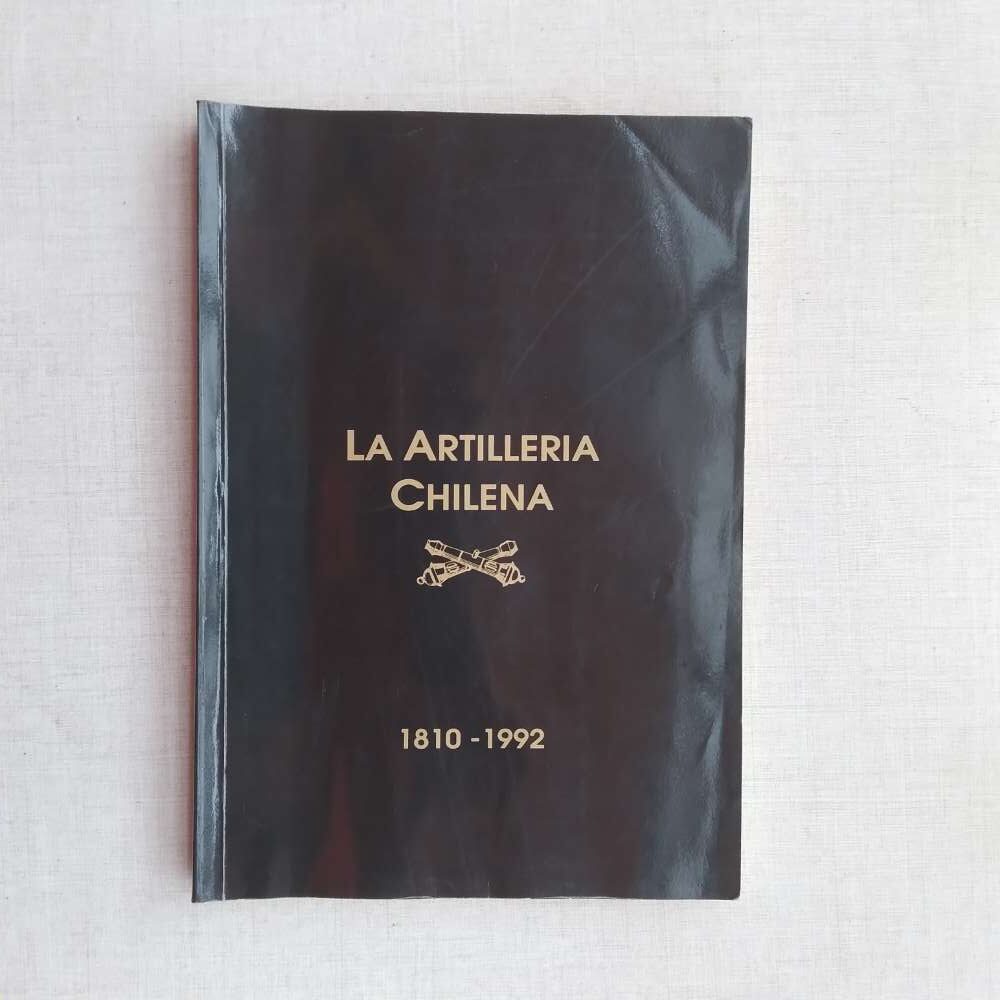 LA ARTILLERIA
CHILENA
1810 - 1992